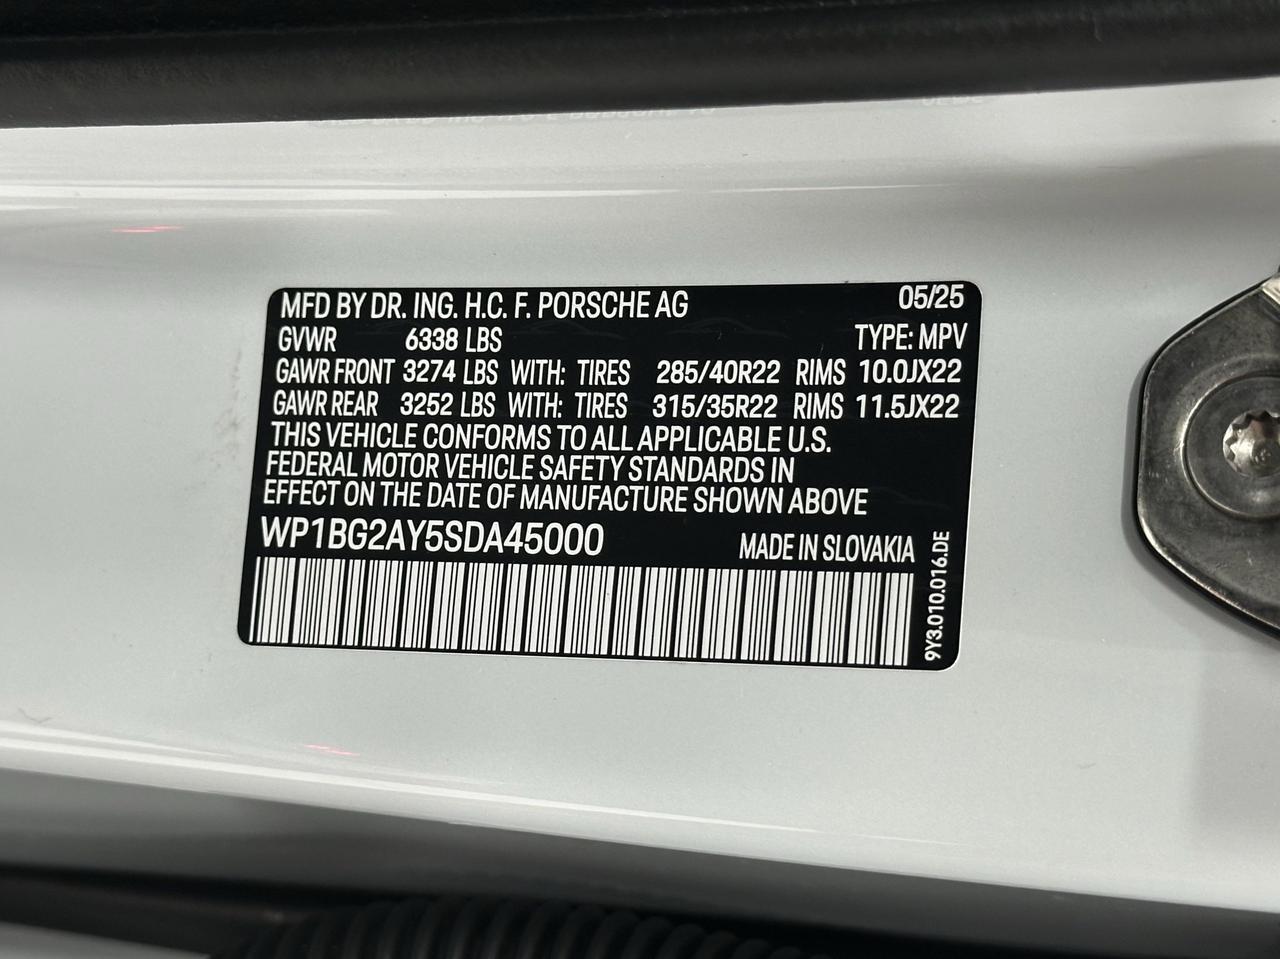 MFD BY DR. ING. H.C. F. PORSCHE AG 05/25
GVWR 6338 LBS TYPE: MPV
GAWR FRONT 3274 LBS WITH: TIRES 285/40R22 RIMS 10.0JX22
GAWR REAR 3252 LBS WITH: TIRES 315/35R22 RIMS 11.5JX22
THIS VEHICLE CONFORMS TO ALL APPLICABLE U.S.
FEDERAL MOTOR VEHICLE SAFETY STANDARDS IN
EFFECT ON THE DATE OF MANUFACTURE SHOWN ABOVE
WP1BG2AY5SDA45000 MADE IN SLOVAKIA
9Y3.010.016.DE